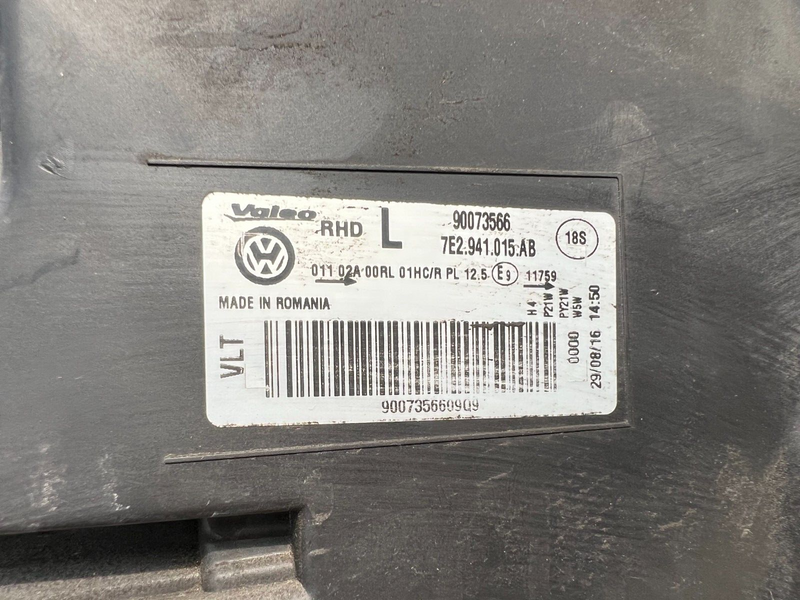 Valeo RHD L 90073566
7E2.941.015.AB 18S
011 02A 00RL 01HC/R PL 12.5 E9 11759
MADE IN ROMANIA
H4
P21W
PY21W
W5W
VLT
0000
29/08/16 14:50
900735660909